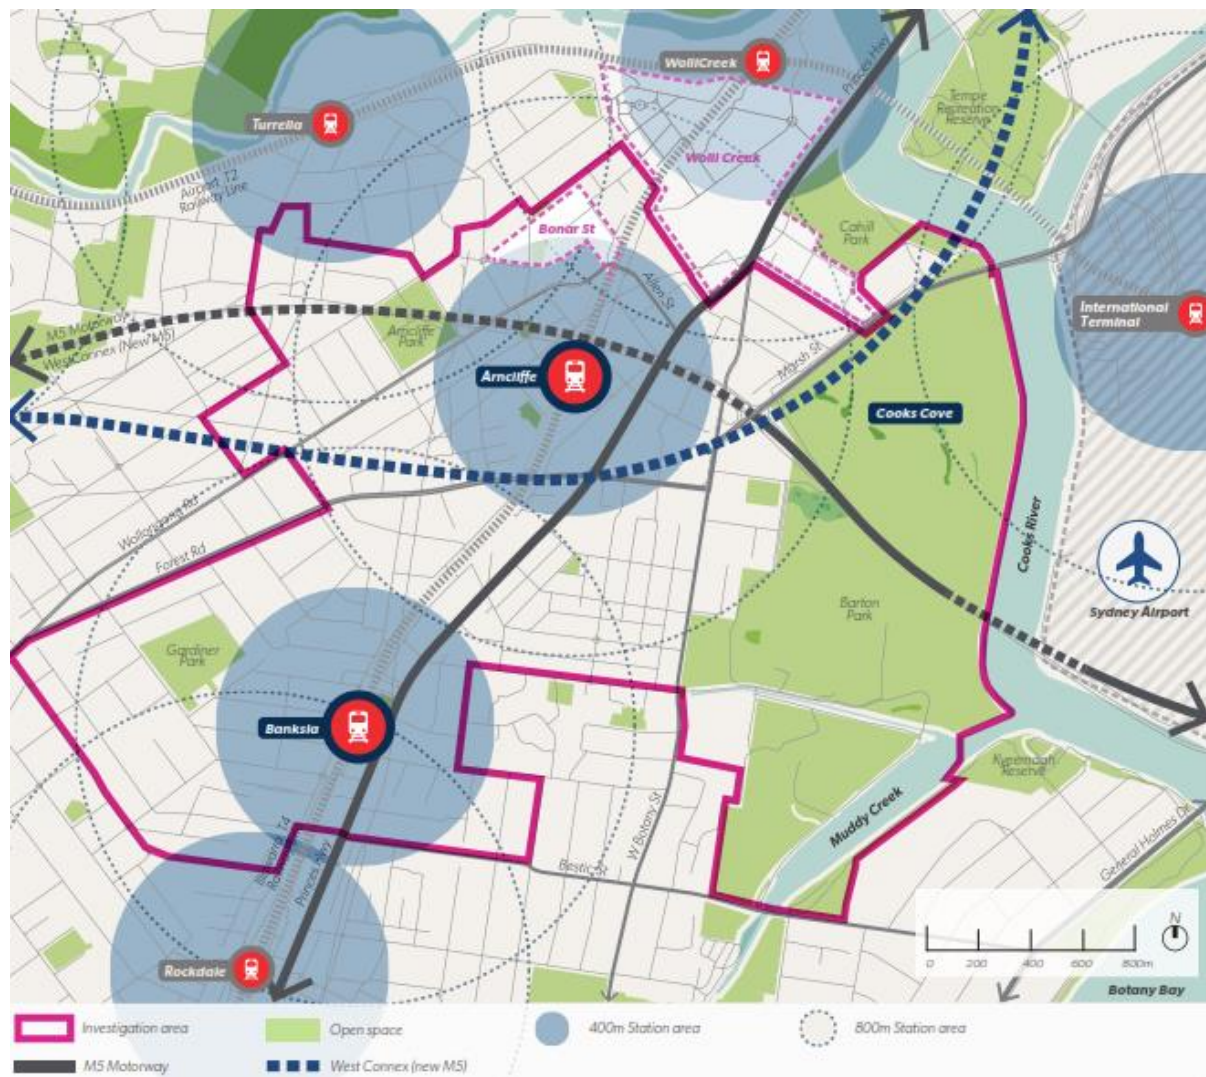 WolliCreek
Princes Hwy
Tempe
Recreation
Reserve
Turrella
Wolli Creek
Airport T2
Railway Line
Bonar St
Cahill
Park
Allen St
International
Terminal
M5 Motorway
WestConnex (New M5)
Arncliffe
Park
Marsh St
Arncliffe
Cooks Cove
Wollongong Rd
Forest Rd
Cooks River
Sydney Airport
Barton
Park
Gardiner
Park
Banksia
Kyeemagh
Reserve
Muddy Creek
W Botany St
General Holmes Dr
Illawarra T4
Princes Hwy
Bestic St
N
Rockdale
0 200 400 600 800m
Botany Bay
Investigation area
Open space
400m Station area
800m Station area
M5 Motorway
West Connex (new M5)